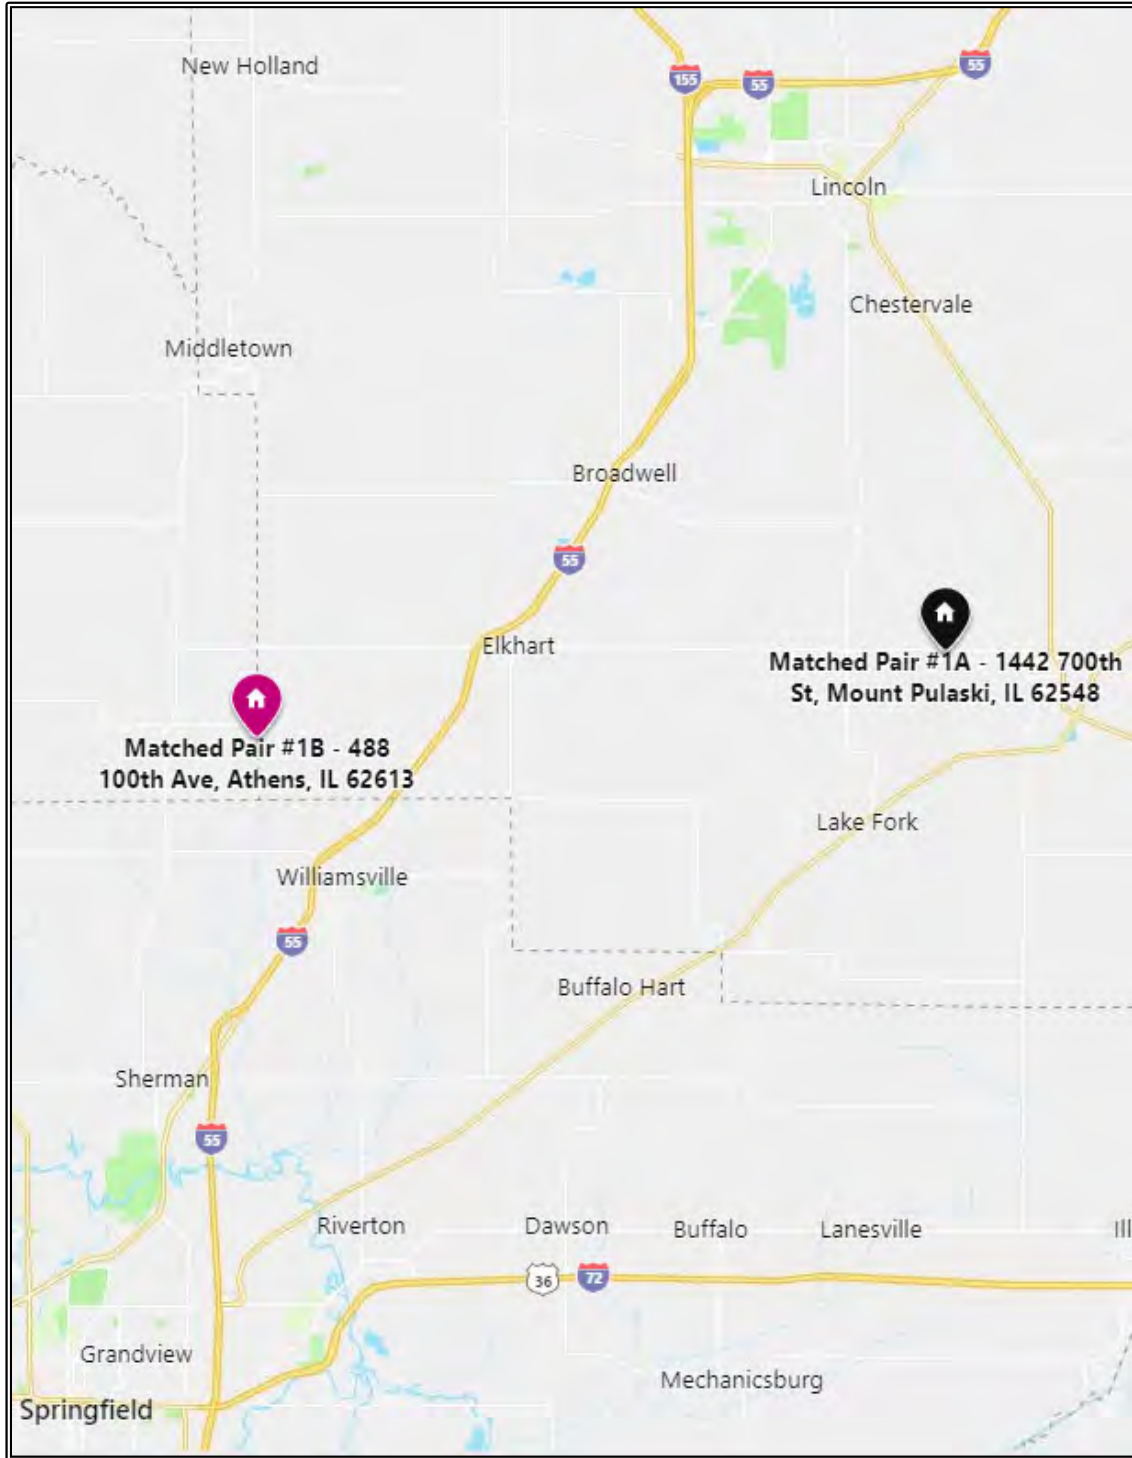 New Holland
155
55
55
Lincoln
Chestervale
Middletown
Broadwell
55
Elkhart
Matched Pair #1A - 1442 700th
St, Mount Pulaski, IL 62548
Matched Pair #1B - 488
100th Ave, Athens, IL 62613
Lake Fork
Williamsville
55
Buffalo Hart
Sherman
55
Riverton
Dawson
Buffalo
Lanesville
Ill
36
72
Grandview
Mechanicsburg
Springfield